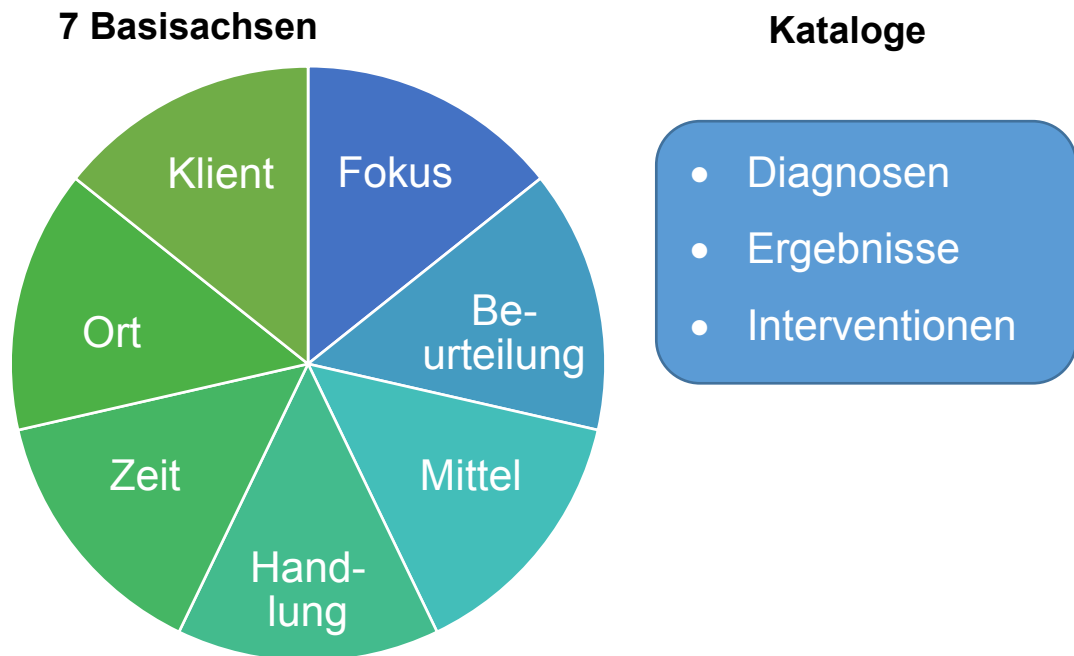 7 Basisachsen
Kataloge
Klient
Fokus
Be-
urteilung
Mittel
Hand-
lung
Zeit
Ort
• Diagnosen
• Ergebnisse
• Interventionen